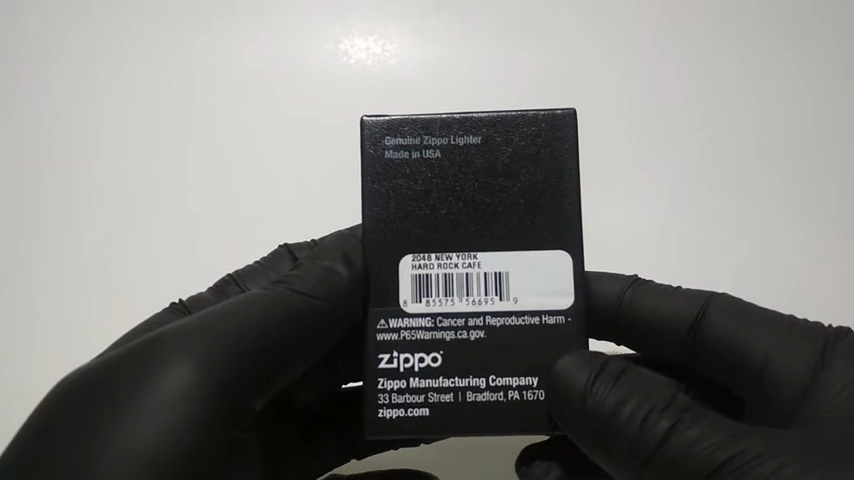 Genuine Zippo Lighter
Made in USA
204B NEW YORK
HARD ROCK CAFE
8 85575 56695 9
⚠WARNING: Cancer and Reproductive Harm -
www.P65Warnings.ca.gov.
zippo®
Zippo Manufacturing Company
33 Barbour Street | Bradford, PA 1670
zippo.com